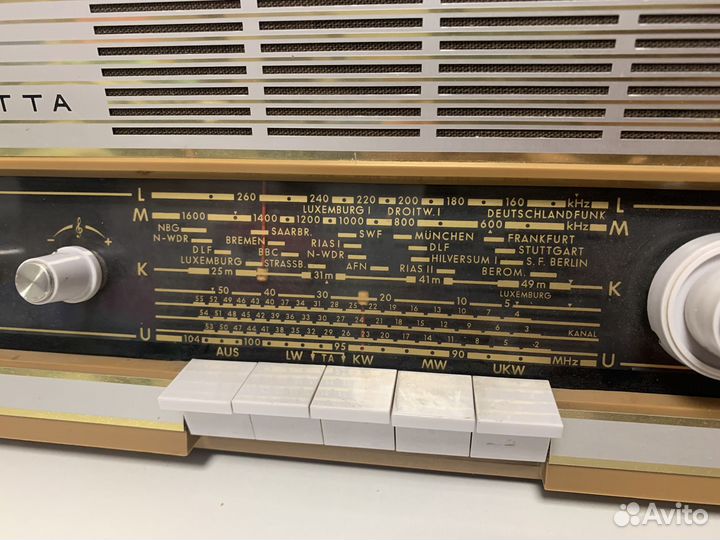 TTA
L 260 240 220 200 180 160 kHz L
LUXEMBURG I DROITW. I DEUTSCHLANDFUNK
M 1600 1400 1200 1000 800 600 kHz M
NBG SAARBR. SWF MÜNCHEN FRANKFURT
N-WDR BREMEN RIAS I DLF STUTTGART
DLF BBC N-WDR HILVERSUM I S.F. BERLIN
LUXEMBURG STRASSB. AFN RIAS II BEROM.
K 25m 31m 41m 49m K
LUXEMBURG
50 40 30 20 10 5
KANAL
U 104 100 95 90 MHz U
AUS LW TA KW MW UKW
Avito